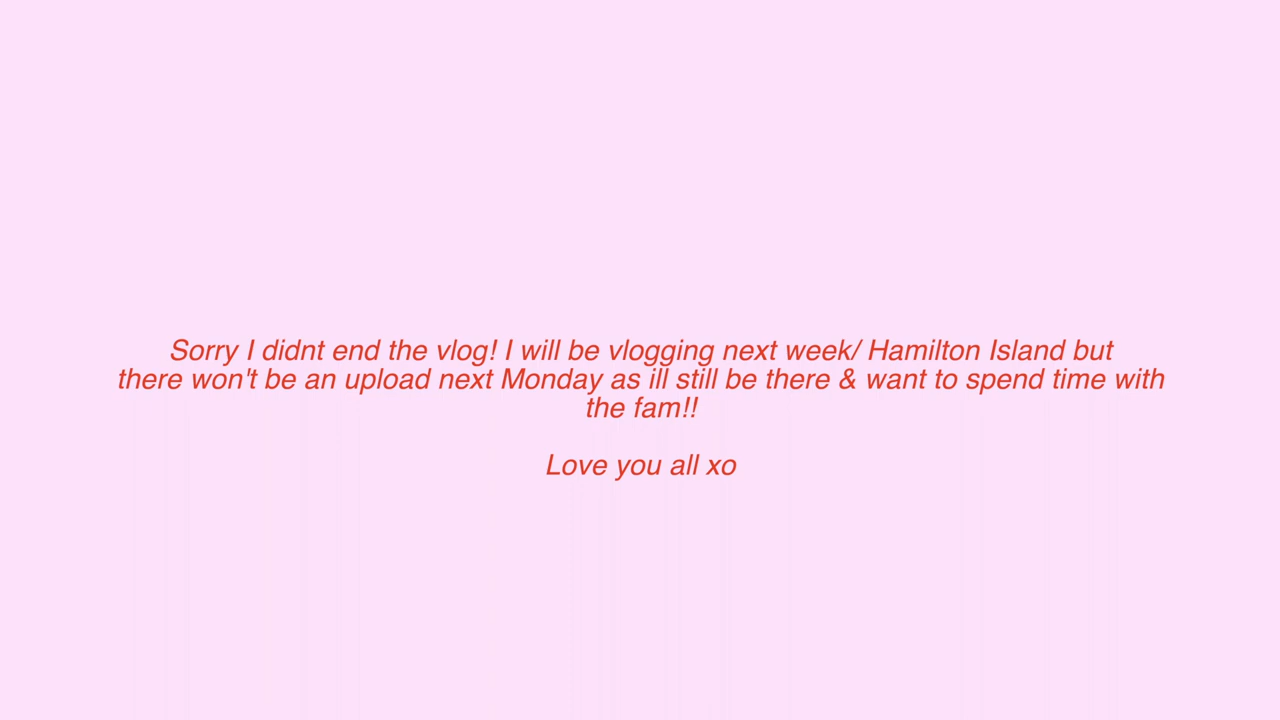 Sorry I didnt end the vlog! I will be vlogging next week/ Hamilton Island but
there won't be an upload next Monday as ill still be there & want to spend time with
the fam!!
Love you all xo